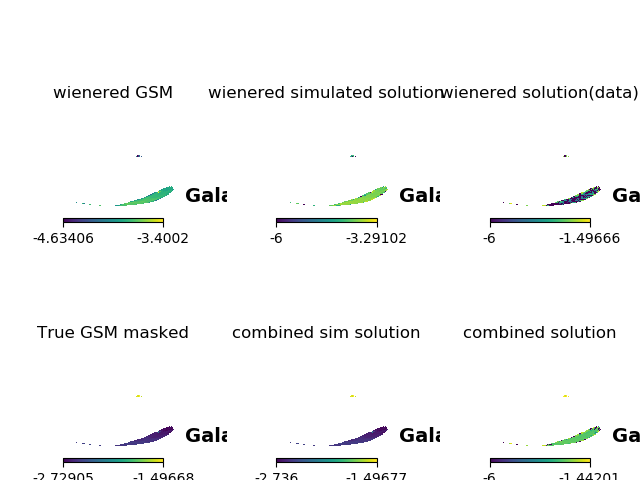 wienered GSM
wienered simulated solution
wienered solution(data)
Gala
Gala
Ga
-4.63406 -3.4002
-6 -3.29102
-6 -1.49666
True GSM masked
combined sim solution
combined solution
Gala
Gala
Ga
-2.72905 -1.49668
-2.736 -1.49677
-6 -1.44201